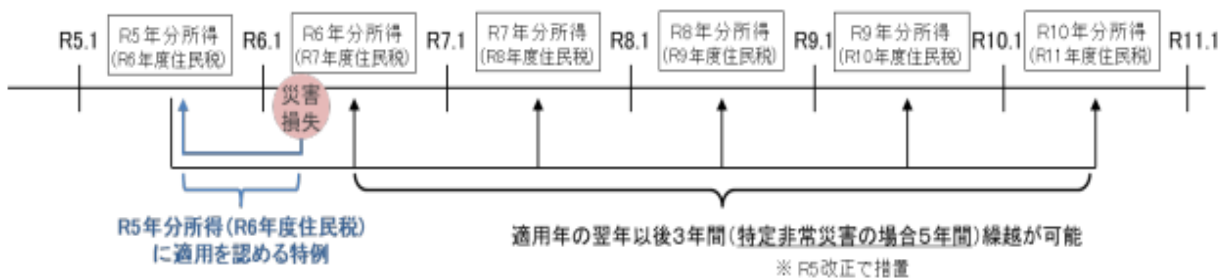 R5.1
R5年分所得
(R6年度住民税)
R6.1
R6年分所得
(R7年度住民税)
R7.1
R7年分所得
(R8年度住民税)
R8.1
R8年分所得
(R9年度住民税)
R9.1
R9年分所得
(R10年度住民税)
R10.1
R10年分所得
(R11年度住民税)
R11.1
災害
損失
R5年分所得(R6年度住民税)
に適用を認める特例
適用年の翌年以後3年間(特定非常災害の場合5年間)繰越が可能
※ R5改正で措置